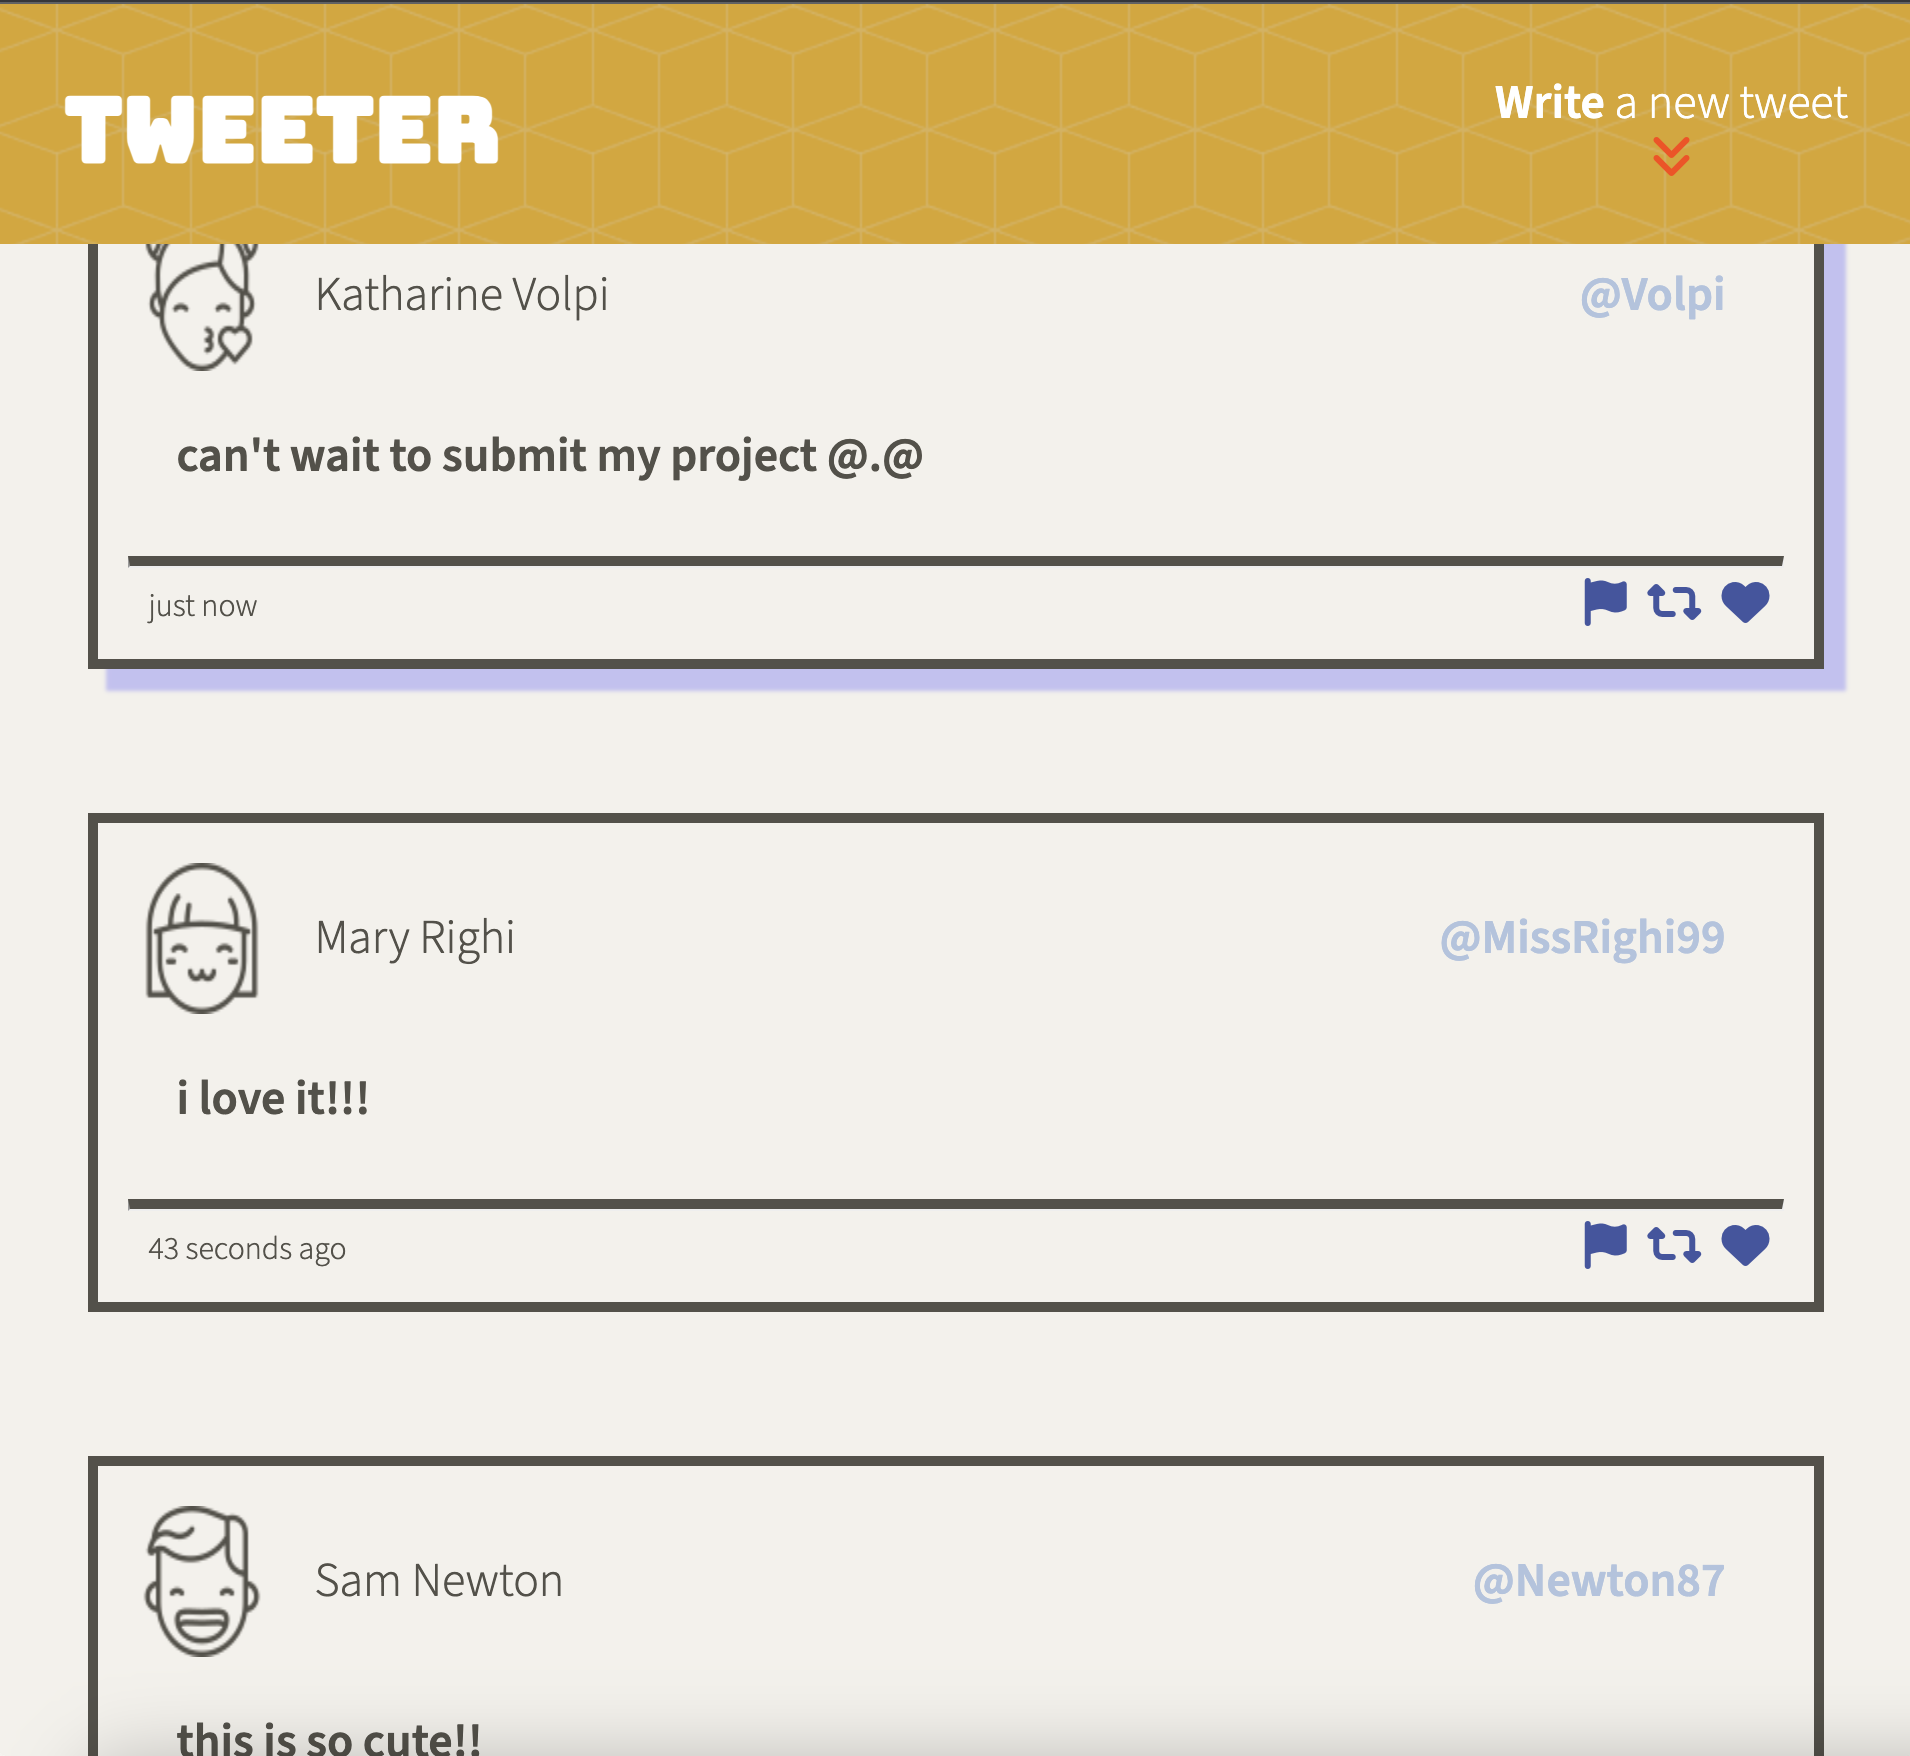 TWEETER
Write a new tweet
Katharine Volpi @Volpi
can't wait to submit my project @.@
just now
Mary Righi @MissRighi99
i love it!!!
43 seconds ago
Sam Newton @Newton87
this is so cute!!